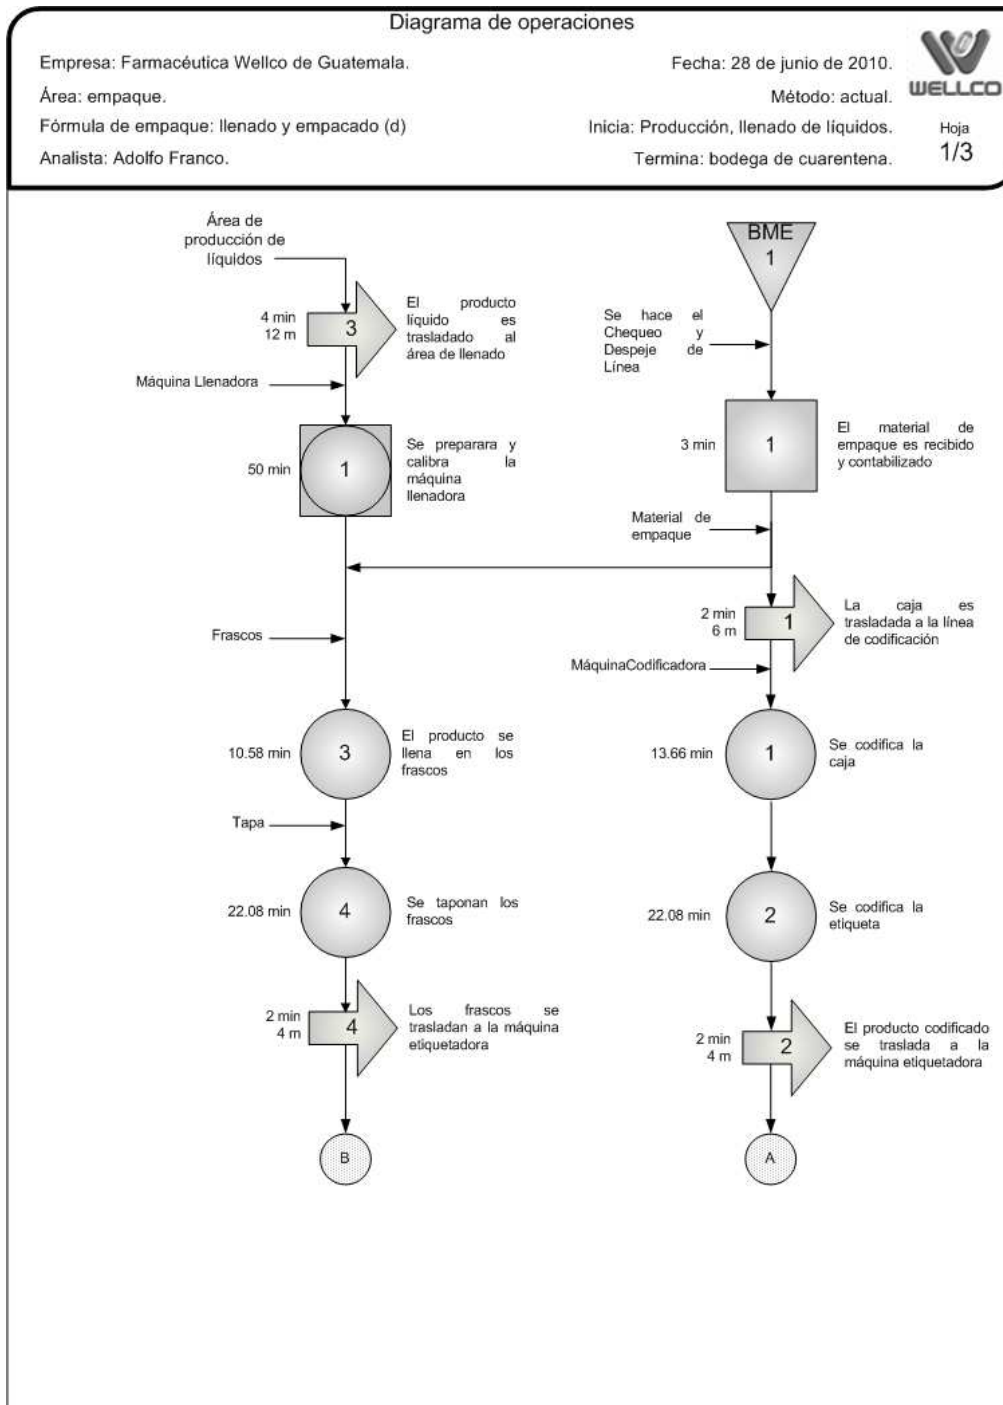 Diagrama de operaciones
Empresa: Farmacéutica Wellco de Guatemala.
Fecha: 28 de junio de 2010.
WELLCO
Área: empaque.
Método: actual.
Fórmula de empaque: llenado y empacado (d)
Inicia: Producción, llenado de líquidos.
Hoja
1/3
Analista: Adolfo Franco.
Termina: bodega de cuarentena.
Área de
producción de
líquidos
4 min
12 m
3
El producto
líquido es
trasladado al
área de llenado
Máquina Llenadora
50 min
1
Se preparara y
calibra la
máquina
llenadora
Frascos
10.58 min
3
El producto se
llena en los
frascos
Tapa
22.08 min
4
Se taponan los
frascos
2 min
4 m
4
Los frascos se
trasladan a la máquina
etiquetadora
B
BME
1
Se hace el
Chequeo y
Despeje de
Línea
3 min
1
El material de
empaque es recibido
y contabilizado
Material de
empaque
2 min
6 m
1
La caja es
trasladada a la línea
de codificación
MáquinaCodificadora
13.66 min
1
Se codifica la
caja
22.08 min
2
Se codifica la
etiqueta
2 min
4 m
2
El producto codificado
se traslada a la
máquina etiquetadora
A